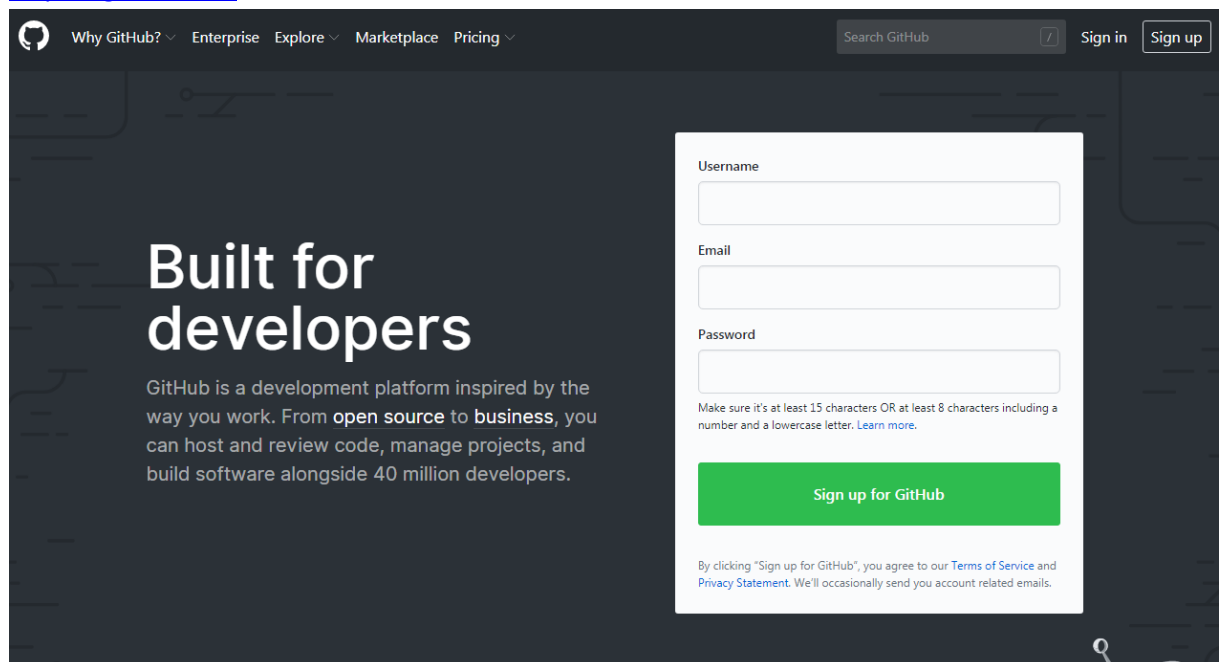 Why GitHub? Enterprise Explore Marketplace Pricing Search GitHub / Sign in Sign up
Built for
developers
GitHub is a development platform inspired by the
way you work. From open source to business, you
can host and review code, manage projects, and
build software alongside 40 million developers.
Username
Email
Password
Make sure it's at least 15 characters OR at least 8 characters including a
number and a lowercase letter. Learn more.
Sign up for GitHub
By clicking "Sign up for GitHub", you agree to our Terms of Service and
Privacy Statement. We'll occasionally send you account related emails.